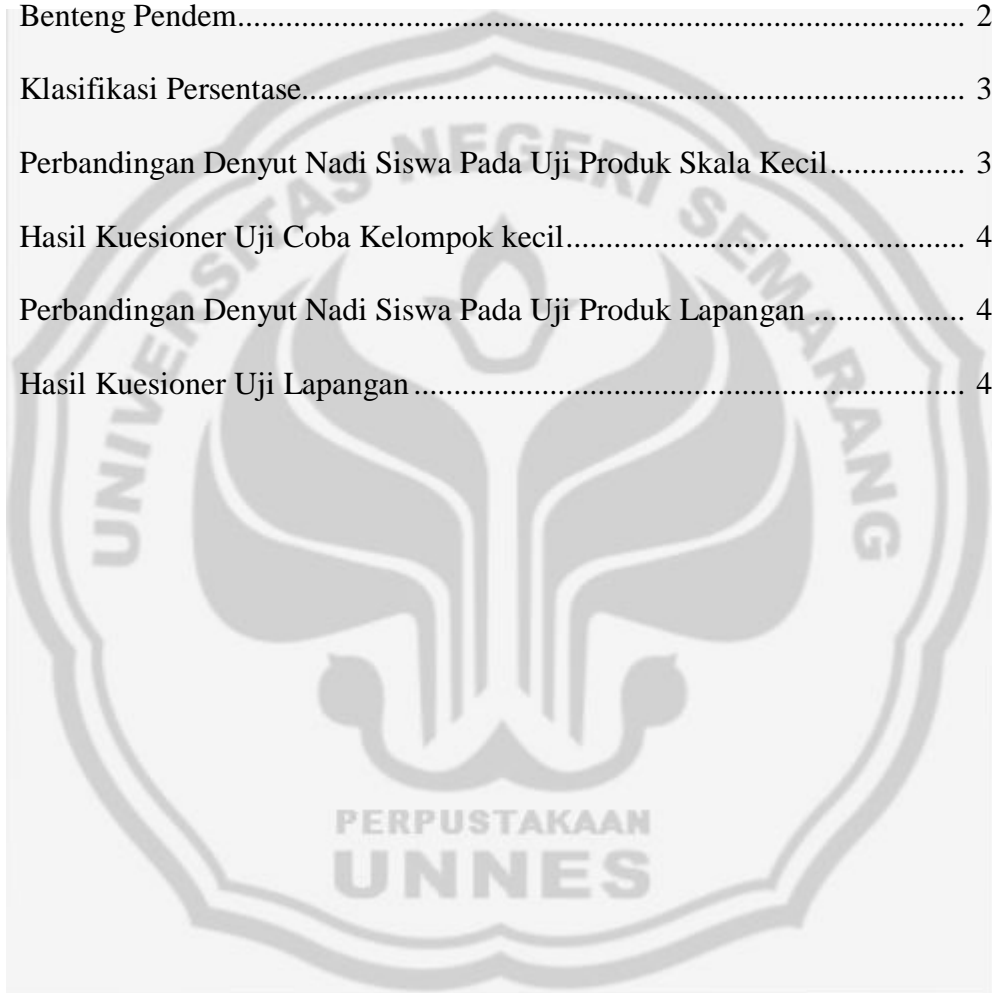 Benteng Pendem........................................................................................... 2
Klasifikasi Persentase................................................................................... 3
Perbandingan Denyut Nadi Siswa Pada Uji Produk Skala Kecil................. 3
Hasil Kuesioner Uji Coba Kelompok kecil.................................................. 4
Perbandingan Denyut Nadi Siswa Pada Uji Produk Lapangan ................... 4
Hasil Kuesioner Uji Lapangan ..................................................................... 4
UNIVERSITAS NEGERI SEMARANG
PERPUSTAKAAN
UNNES